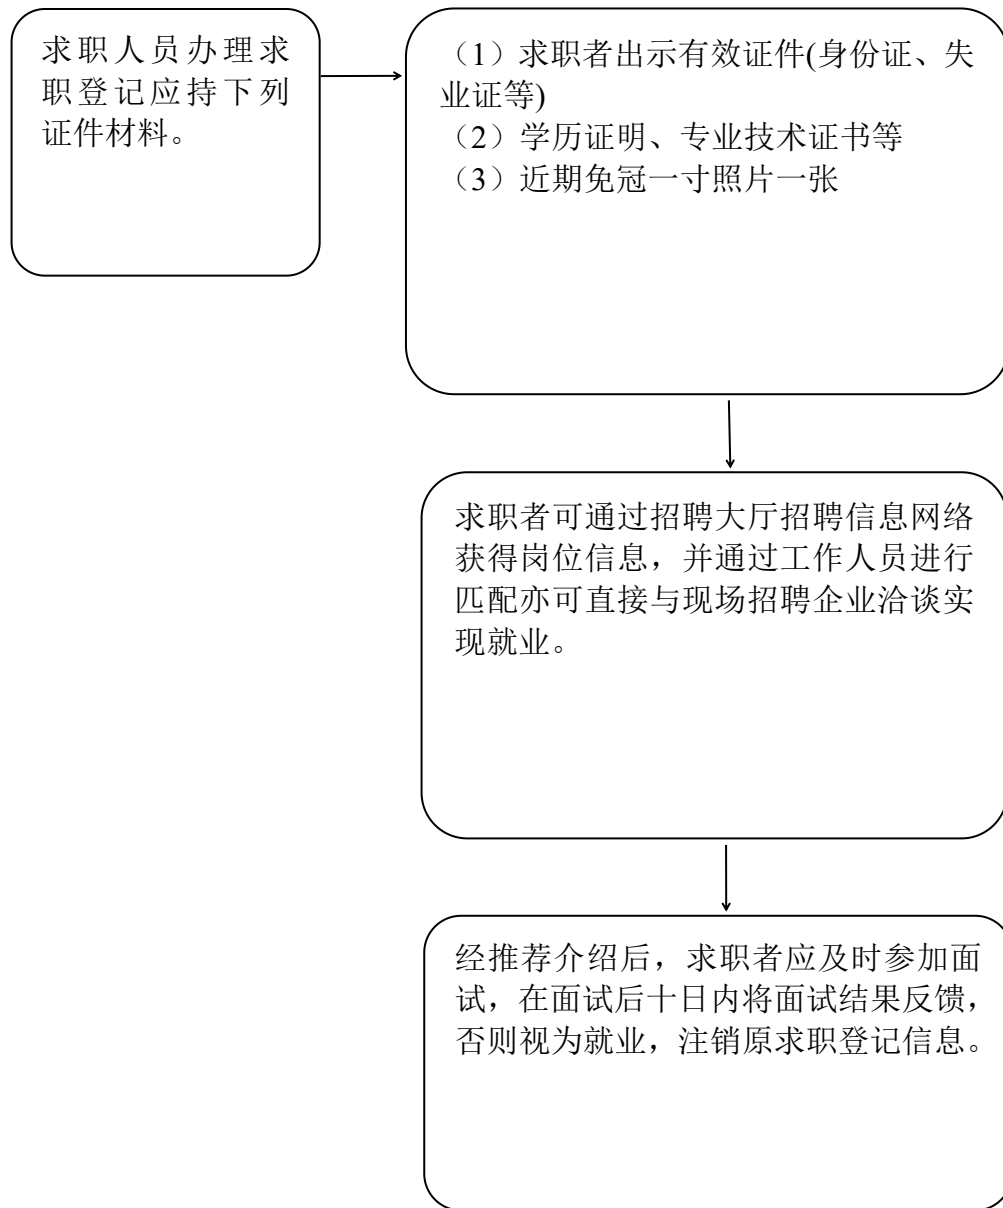 求职人员办理求
职登记应持下列
证件材料。
（1）求职者出示有效证件(身份证、失
业证等)
（2）学历证明、专业技术证书等
（3）近期免冠一寸照片一张
求职者可通过招聘大厅招聘信息网络
获得岗位信息，并通过工作人员进行
匹配亦可直接与现场招聘企业洽谈实
现就业。
经推荐介绍后，求职者应及时参加面
试，在面试后十日内将面试结果反馈，
否则视为就业，注销原求职登记信息。